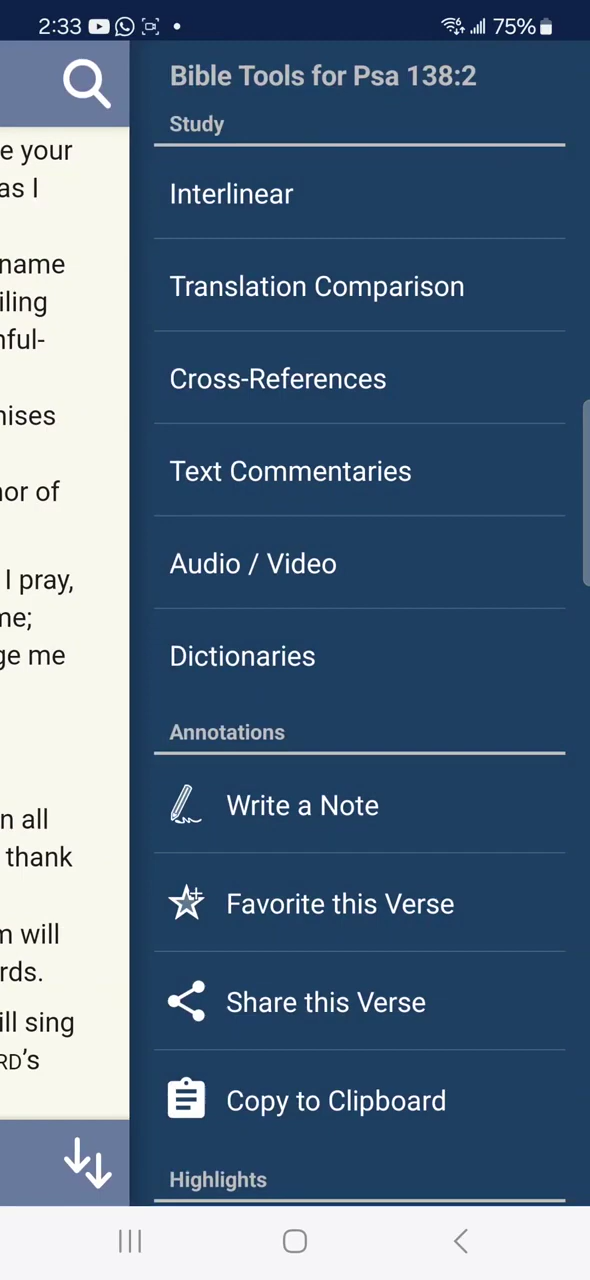 2:33
75%
Bible Tools for Psa 138:2
Study
e your
as I
Interlinear
name
iling
Translation Comparison
nful-
Cross-References
nises
Text Commentaries
nor of
Audio / Video
I pray,
me;
ge me
Dictionaries
Annotations
Write a Note
n all
thank
Favorite this Verse
m will
rds.
Share this Verse
ill sing
RD's
Copy to Clipboard
Highlights